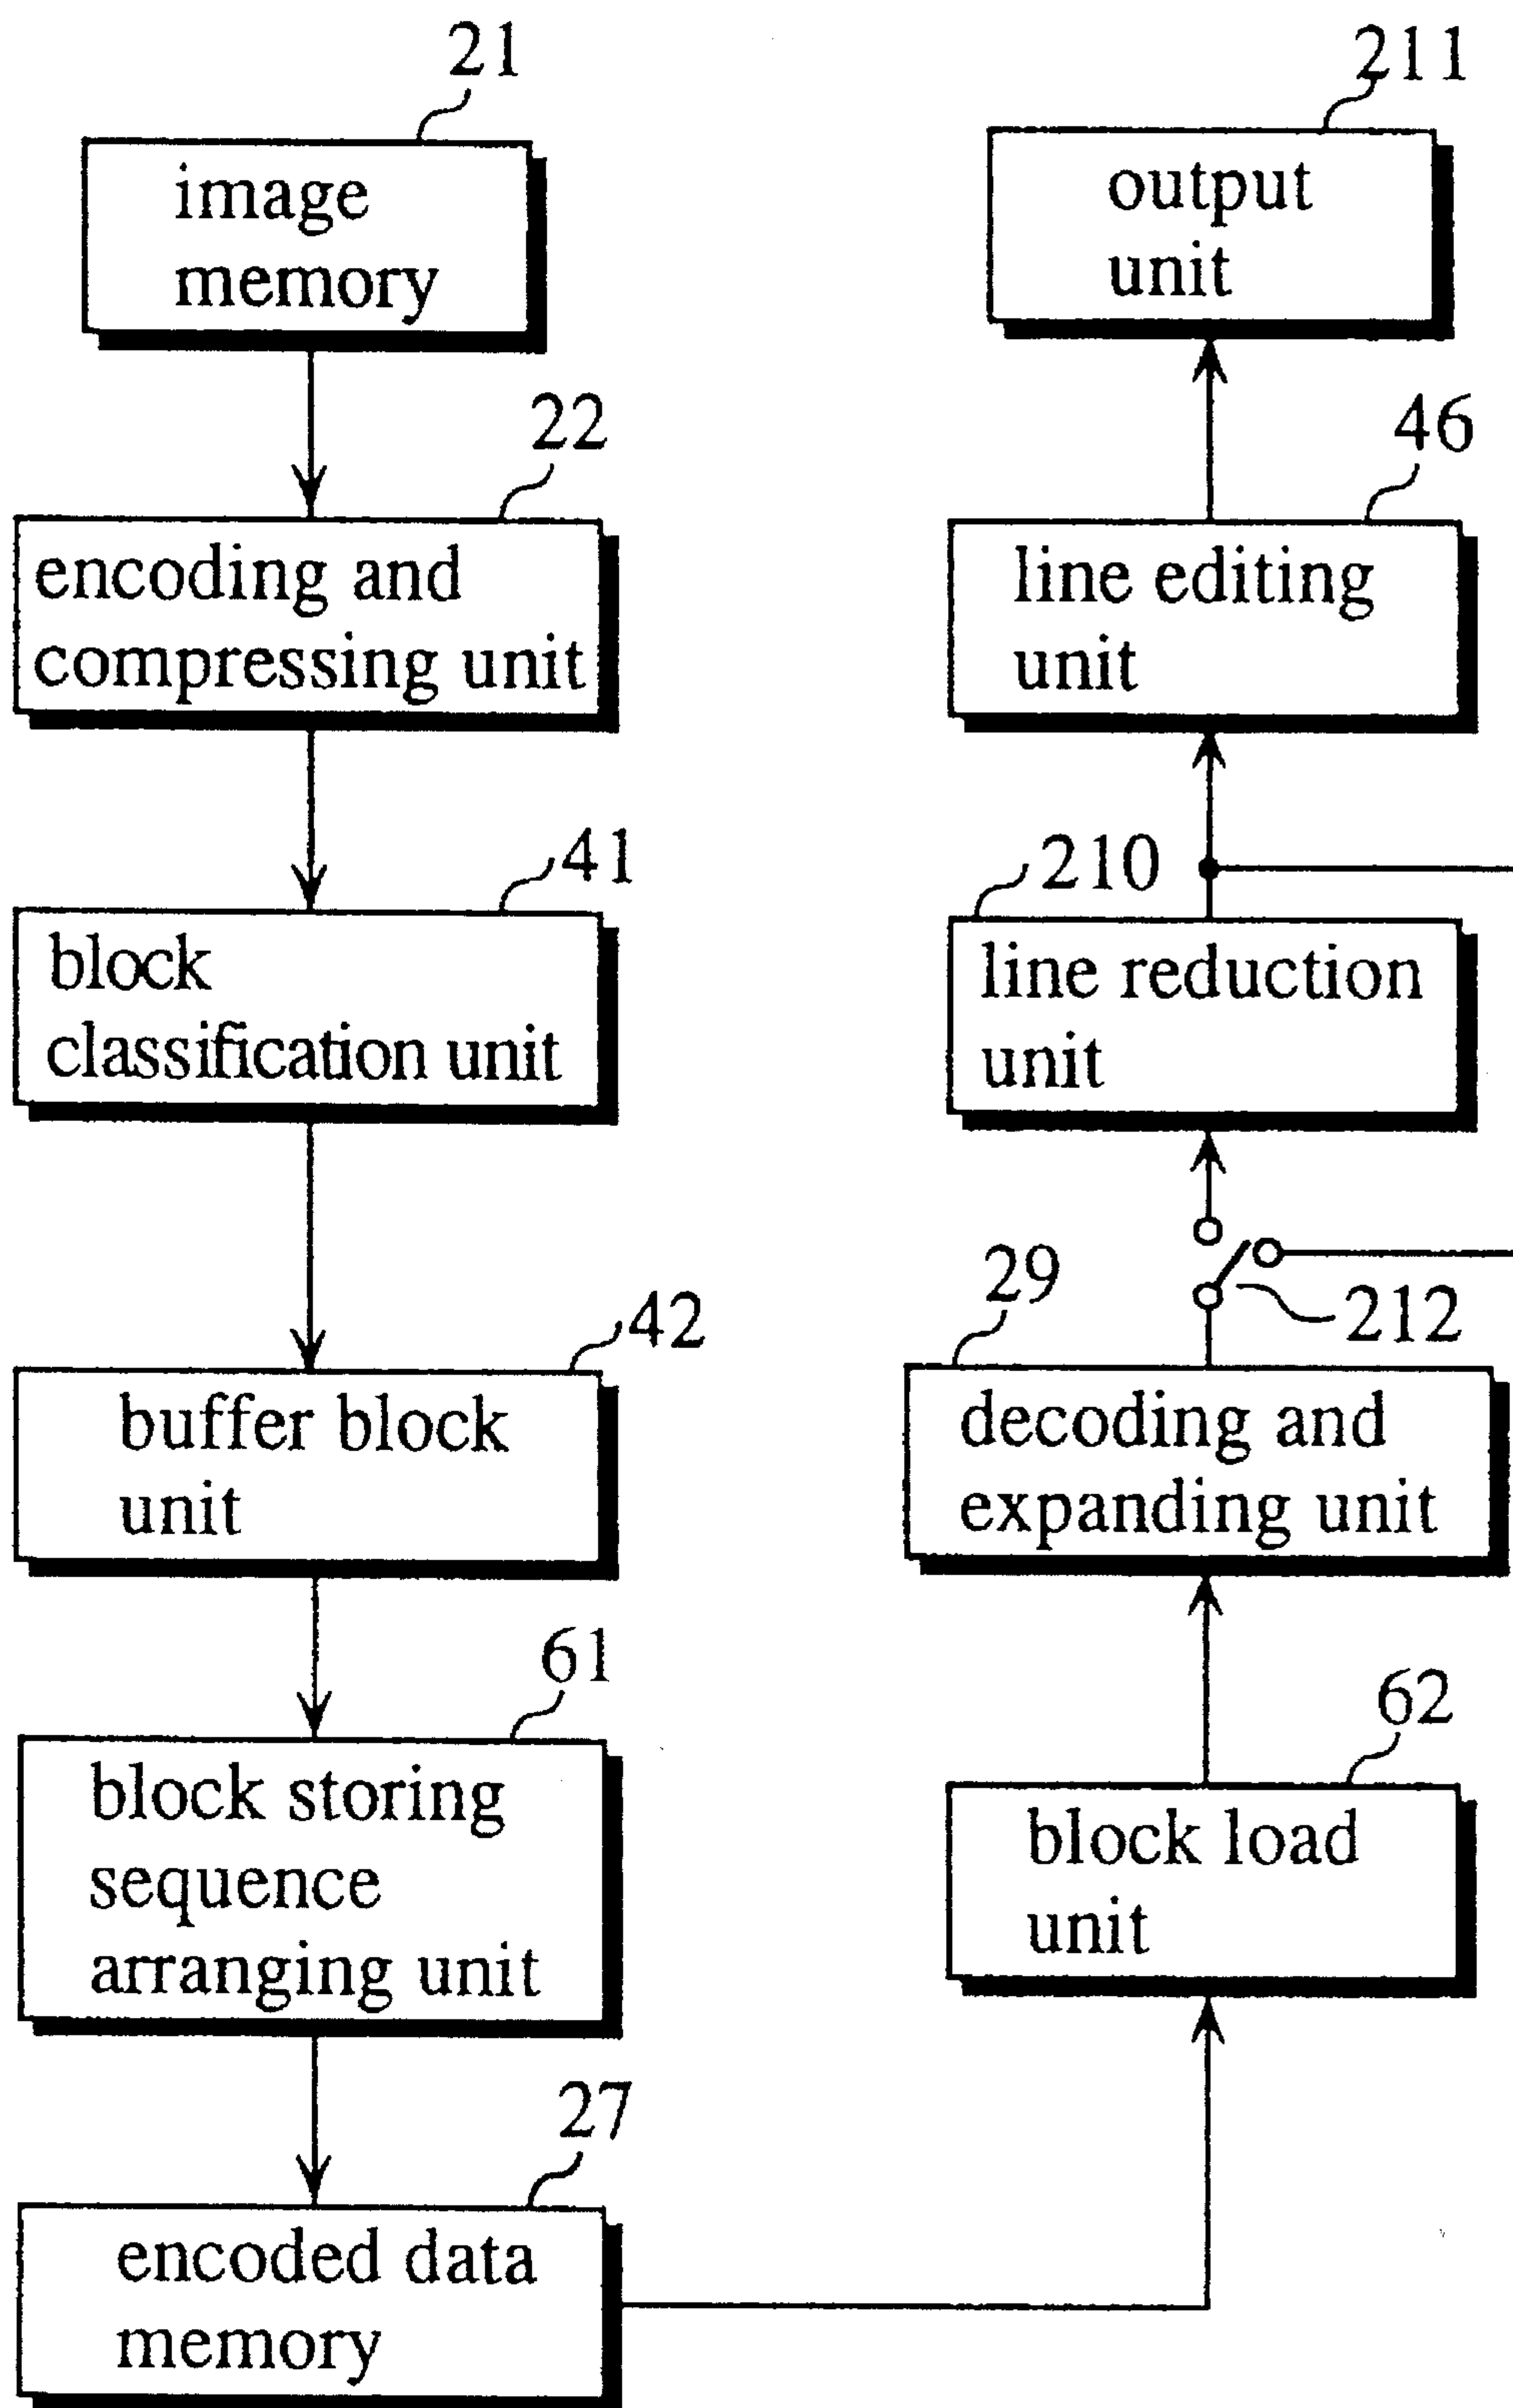 21
image
memory
22
encoding and
compressing unit
41
block
classification unit
42
buffer block
unit
61
block storing
sequence
arranging unit
27
encoded data
memory
211
output
unit
46
line editing
unit
210
line reduction
unit
212
29
decoding and
expanding unit
62
block load
unit